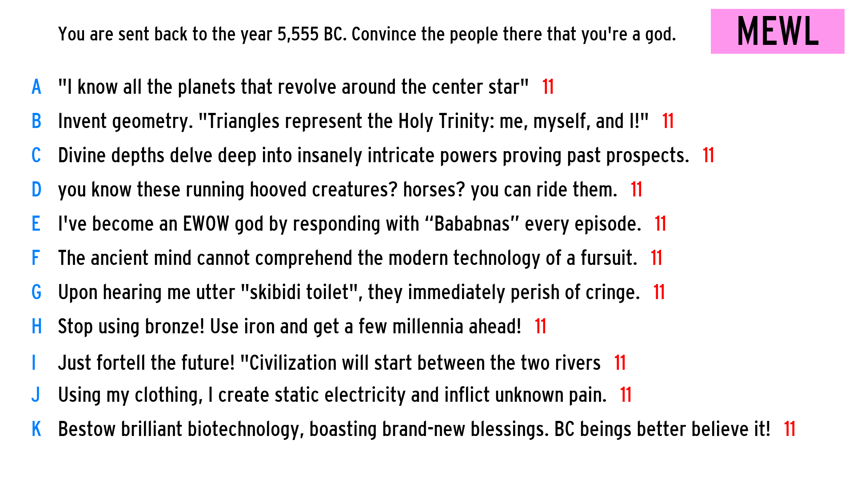 You are sent back to the year 5,555 BC. Convince the people there that you're a god.
MEWL
A "I know all the planets that revolve around the center star" 11
B Invent geometry. "Triangles represent the Holy Trinity: me, myself, and I!" 11
C Divine depths delve deep into insanely intricate powers proving past prospects. 11
D you know these running hooved creatures? horses? you can ride them. 11
E I've become an EWOW god by responding with “Bababnas” every episode. 11
F The ancient mind cannot comprehend the modern technology of a fursuit. 11
G Upon hearing me utter "skibidi toilet", they immediately perish of cringe. 11
H Stop using bronze! Use iron and get a few millennia ahead! 11
I Just fortell the future! "Civilization will start between the two rivers 11
J Using my clothing, I create static electricity and inflict unknown pain. 11
K Bestow brilliant biotechnology, boasting brand-new blessings. BC beings better believe it! 11